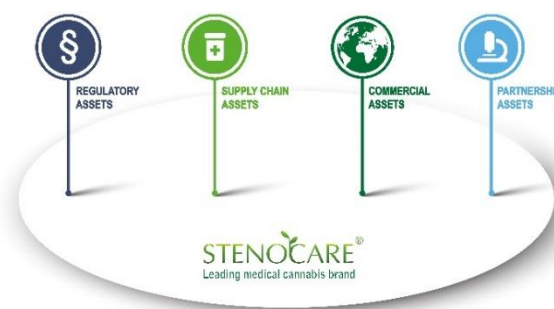 §
REGULATORY
ASSETS
SUPPLY CHAIN
ASSETS
COMMERCIAL
ASSETS
PARTNERSHI
ASSETS
STENOCARE®
Leading medical cannabis brand